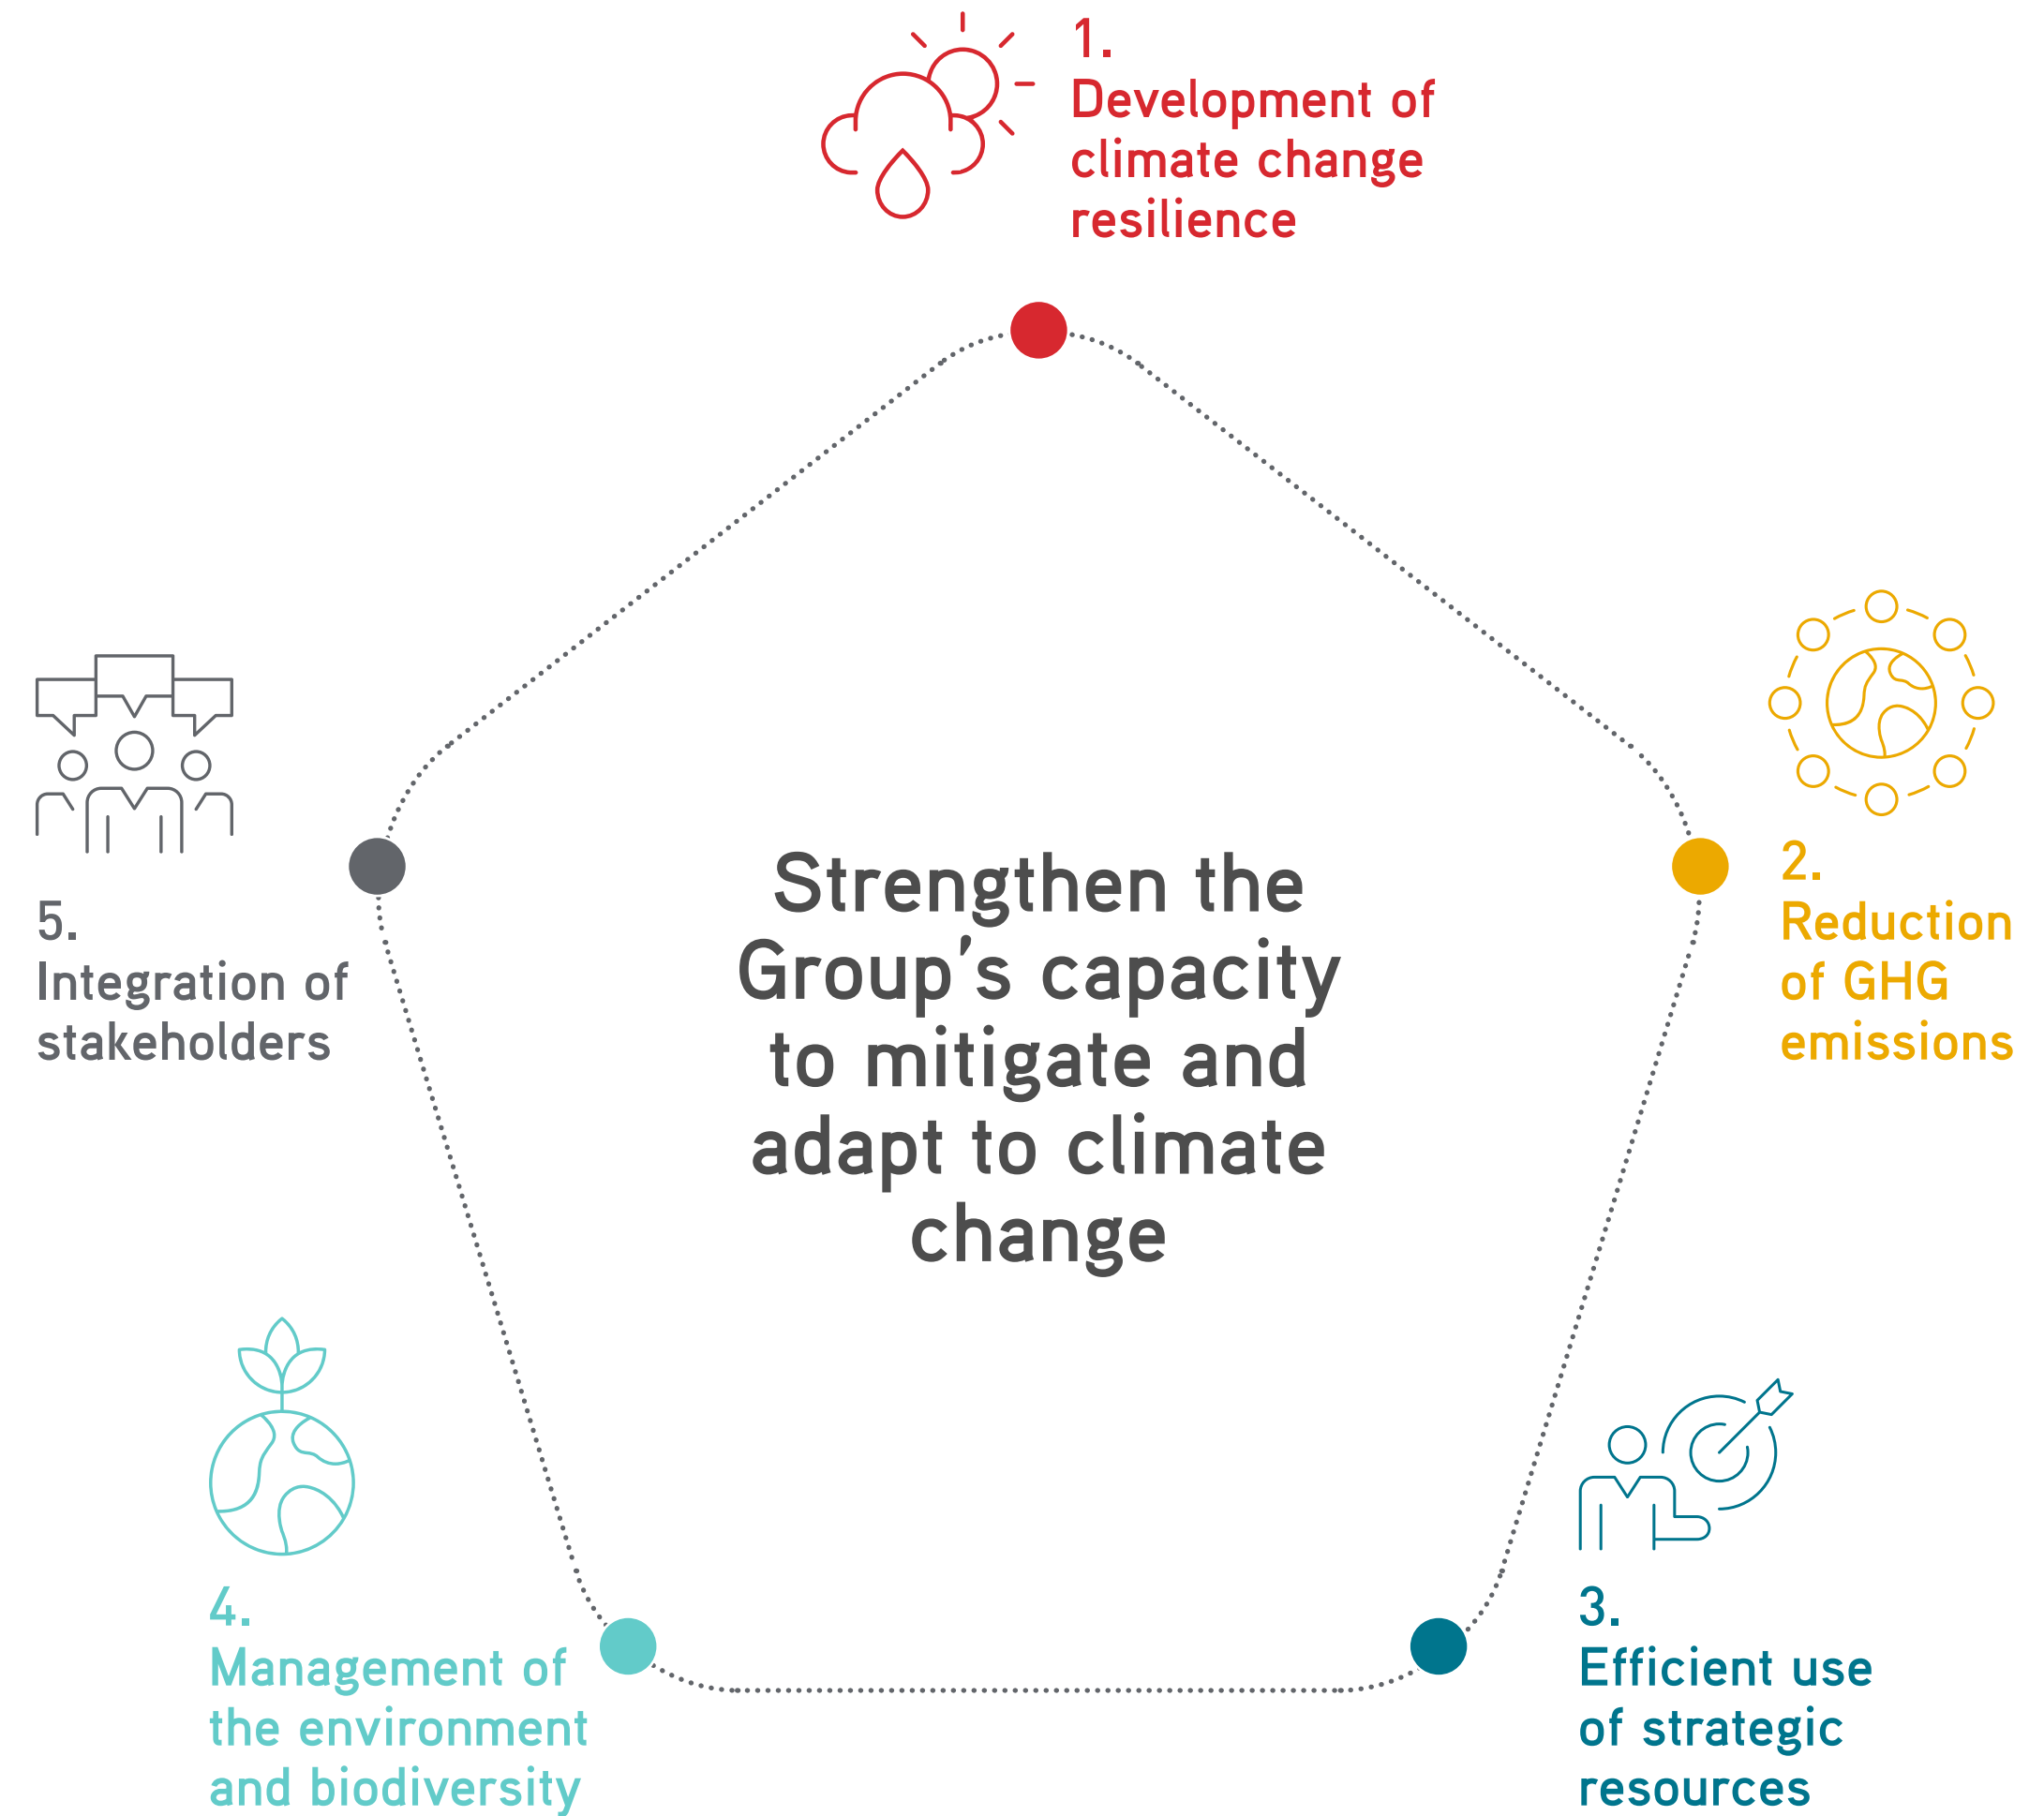 1.
Development of
climate change
resilience
2.
Reduction
of GHG
emissions
3.
Efficient use
of strategic
resources
4.
Management of
the environment
and biodiversity
5.
Integration of
stakeholders
Strengthen the
Group's capacity
to mitigate and
adapt to climate
change